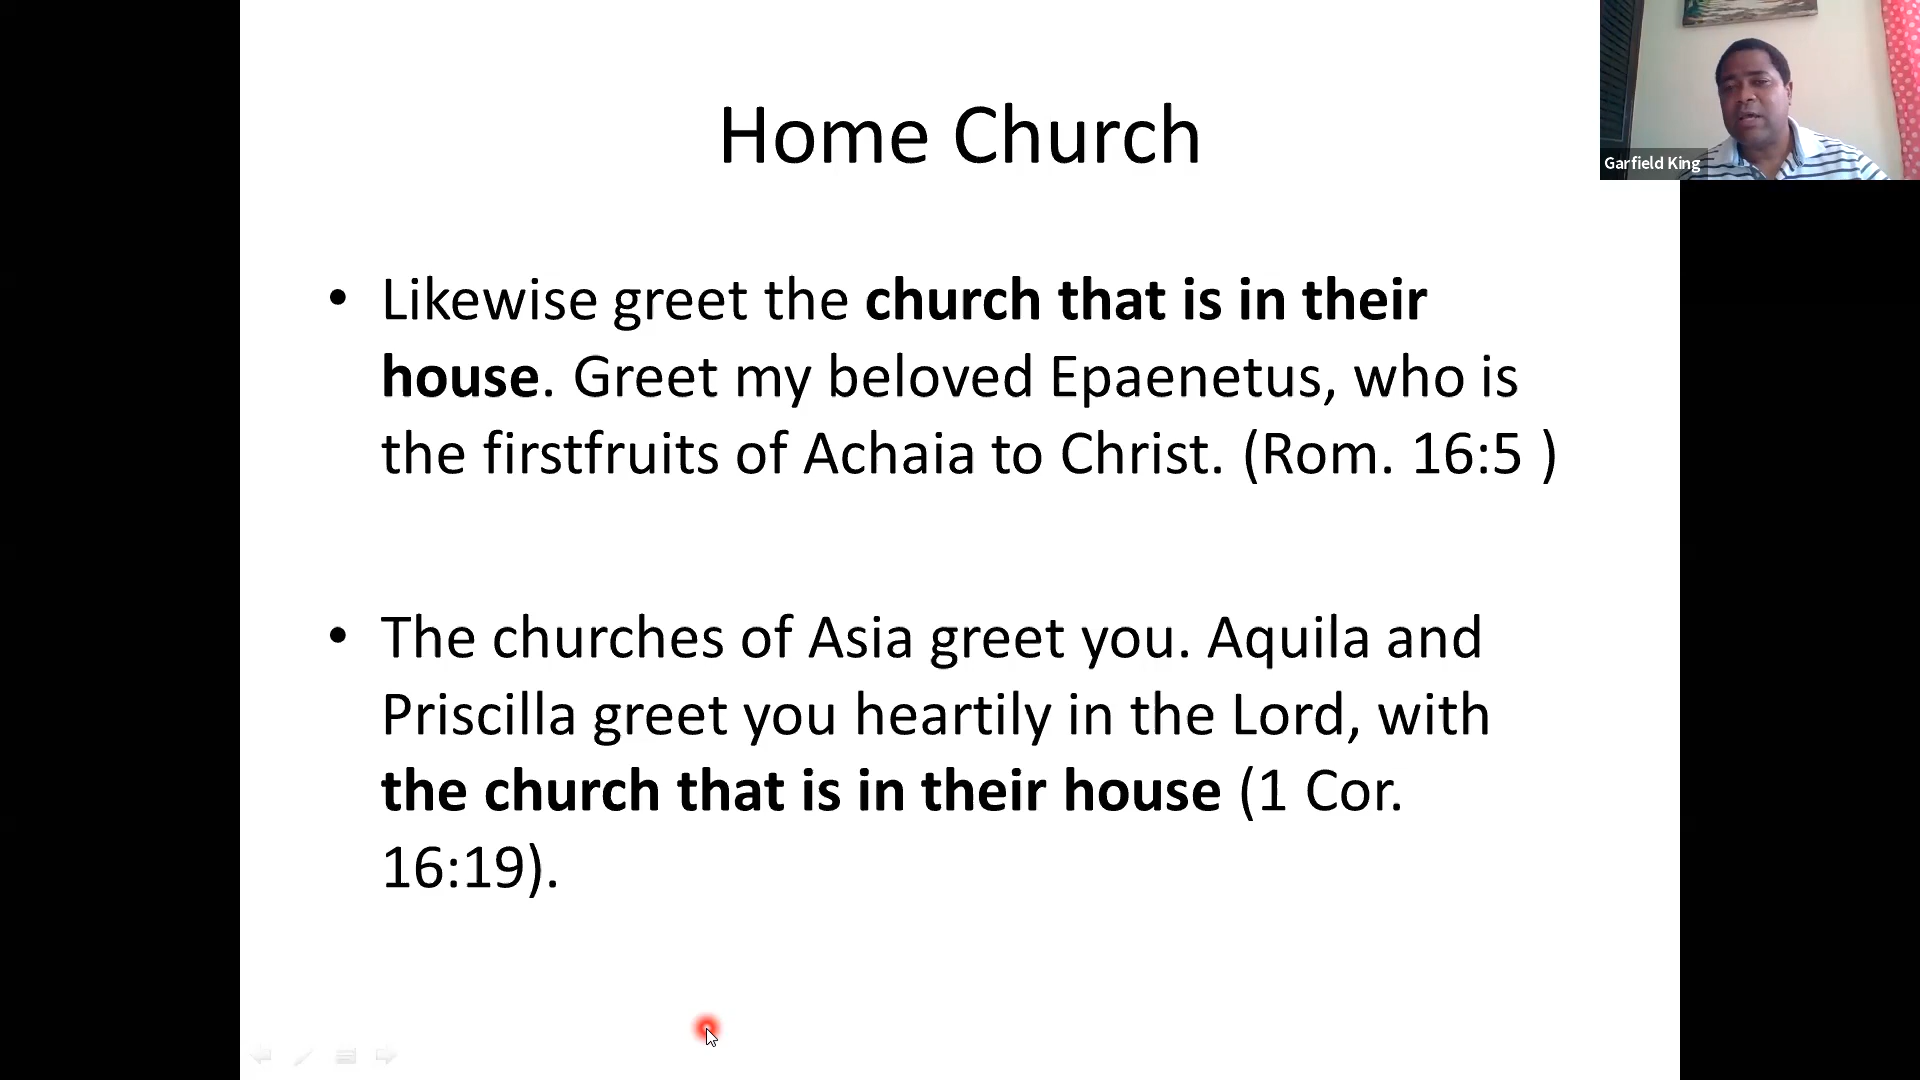 Home Church
Garfield King
• Likewise greet the church that is in their
house. Greet my beloved Epaenetus, who is
the firstfruits of Achaia to Christ. (Rom. 16:5 )
• The churches of Asia greet you. Aquila and
Priscilla greet you heartily in the Lord, with
the church that is in their house (1 Cor.
16:19).